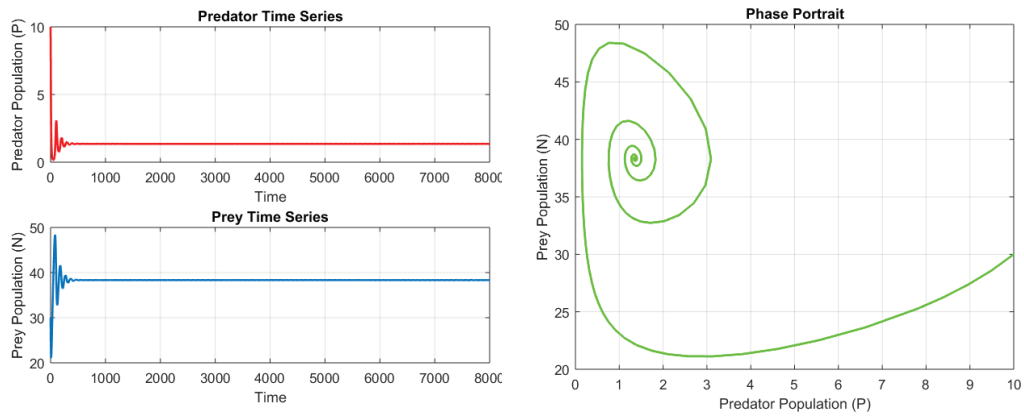 Predator Time Series
Predator Population (P)
10
5
0
0 1000 2000 3000 4000 5000 6000 7000 8000
Time
Prey Time Series
Prey Population (N)
50
40
30
20
0 1000 2000 3000 4000 5000 6000 7000 8000
Time
Phase Portrait
Prey Population (N)
50
45
40
35
30
25
20
0 1 2 3 4 5 6 7 8 9 10
Predator Population (P)